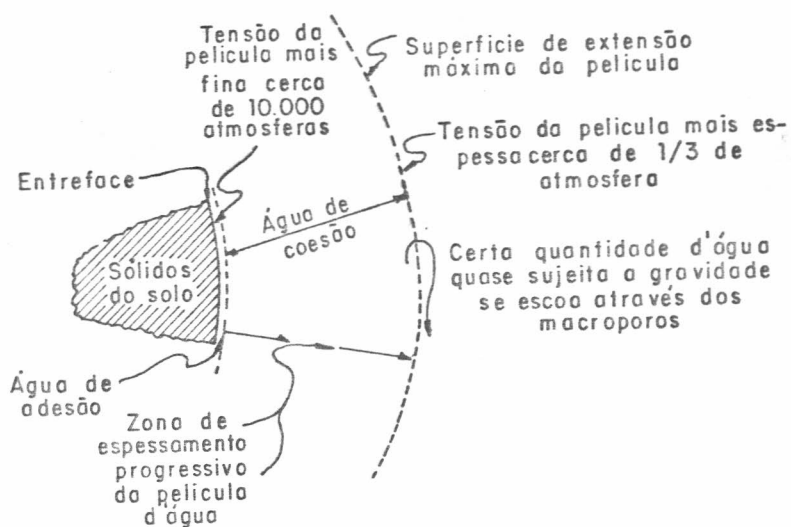 Tensão da
película mais
fina cerca
de 10.000
atmosferas
Superfície de extensão
máxima da película
Tensão da película mais es-
pessa cerca de 1/3 de
atmosfera
Entreface
Água de
coesão
Sólidos
do solo
Certa quantidade d'água
quase sujeita a gravidade
se escoa através dos
macroporos
Água de
adesão
Zona de
espessamento
progressivo
da película
d'água